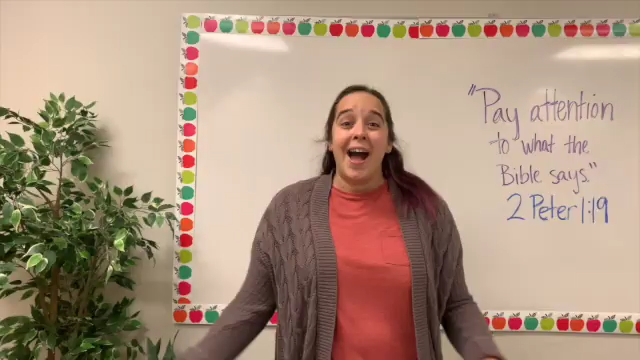 "Pay attention
to what the
Bible says."
2 Peter 1:19